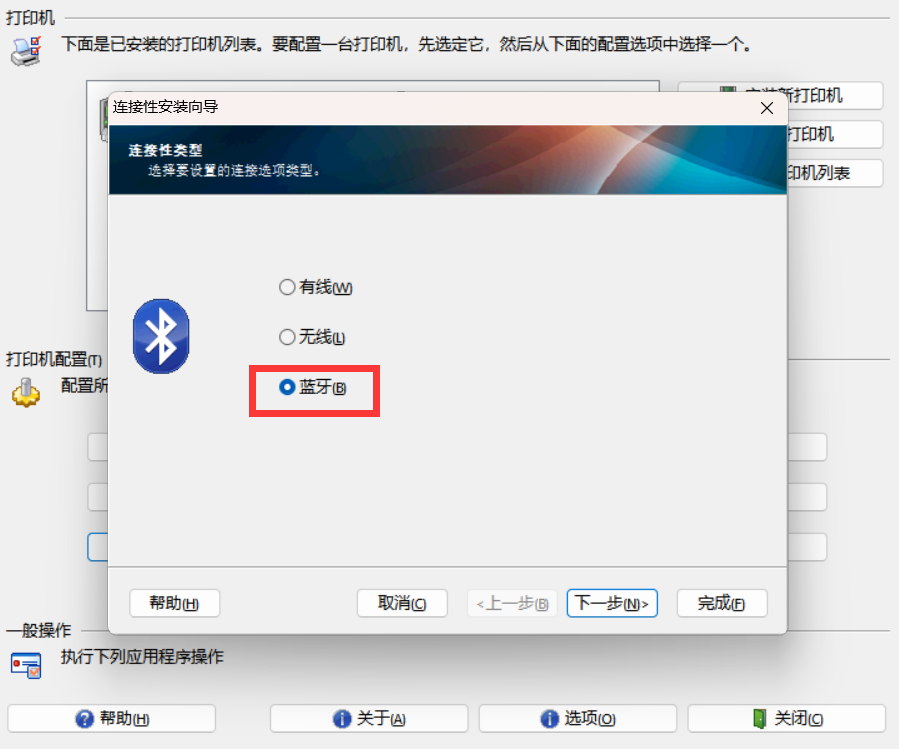 打印机
下面是已安装的打印机列表。要配置一台打印机，先选定它，然后从下面的配置选项中选择一个。
新打印机
连接性安装向导
打印机
连接性类型
选择要设置的连接选项类型。
印机列表
有线(W)
无线(L)
打印机配置(T)
配置所
蓝牙(B)
帮助(H)
取消(C)
<上一步(B)
下一步(N)>
完成(F)
一般操作
执行下列应用程序操作
帮助(H)
关于(A)
选项(O)
关闭(C)